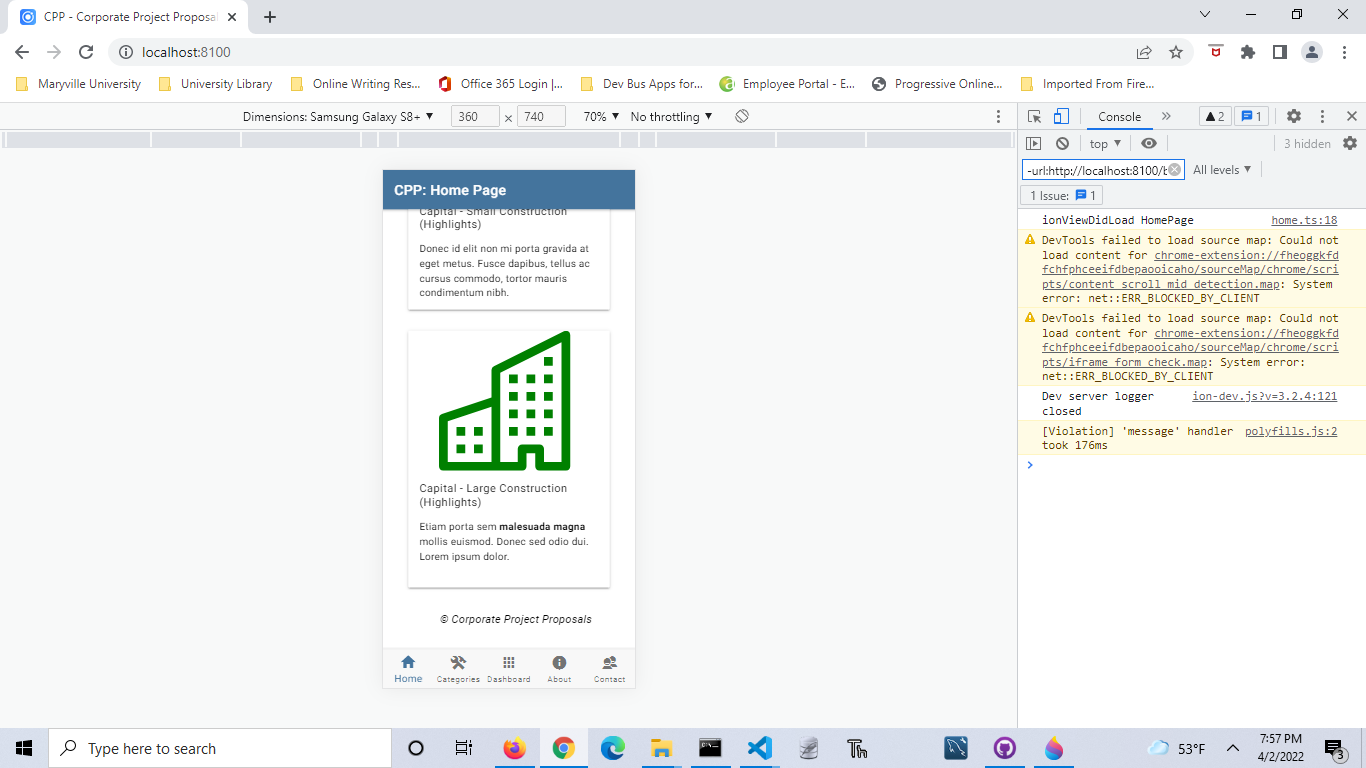 CPP - Corporate Project Proposa
localhost:8100
Maryville University
University Library
Online Writing Res...
Office 365 Login |...
Dev Bus Apps for...
Employee Portal - E...
Progressive Online...
Imported From Fire...
Dimensions: Samsung Galaxy S8+ ▼
360 × 740
70% ▼
No throttling ▼
CPP: Home Page
Capital - Small Construction
(Highlights)
Donec id elit non mi porta gravida at
eget metus. Fusce dapibus, tellus ac
cursus commodo, tortor mauris
condimentum nibh.
Capital - Large Construction
(Highlights)
Etiam porta sem malesuada magna
mollis euismod. Donec sed odio dui.
Lorem ipsum dolor.
© Corporate Project Proposals
Home
Categories
Dashboard
About
Contact
Console
»
2
1
top ▼
3 hidden
-url:http://localhost:8100/b
All levels ▼
1 Issue: 1
ionViewDidLoad HomePage home.ts:18
DevTools failed to load source map: Could not
load content for chrome-extension://fheoggkfd
fchfphceeifdbepaooicaho/sourceMap/chrome/scri
pts/content_scroll_mid_detection.map: System
error: net::ERR_BLOCKED_BY_CLIENT
DevTools failed to load source map: Could not
load content for chrome-extension://fheoggkfd
fchfphceeifdbepaooicaho/sourceMap/chrome/scri
pts/iframe_form_check.map: System error:
net::ERR_BLOCKED_BY_CLIENT
Dev server logger ion-dev.js?v=3.2.4:121
closed
[Violation] 'message' handler polyfills.js:2
took 176ms
Type here to search
53°F
7:57 PM
4/2/2022
3